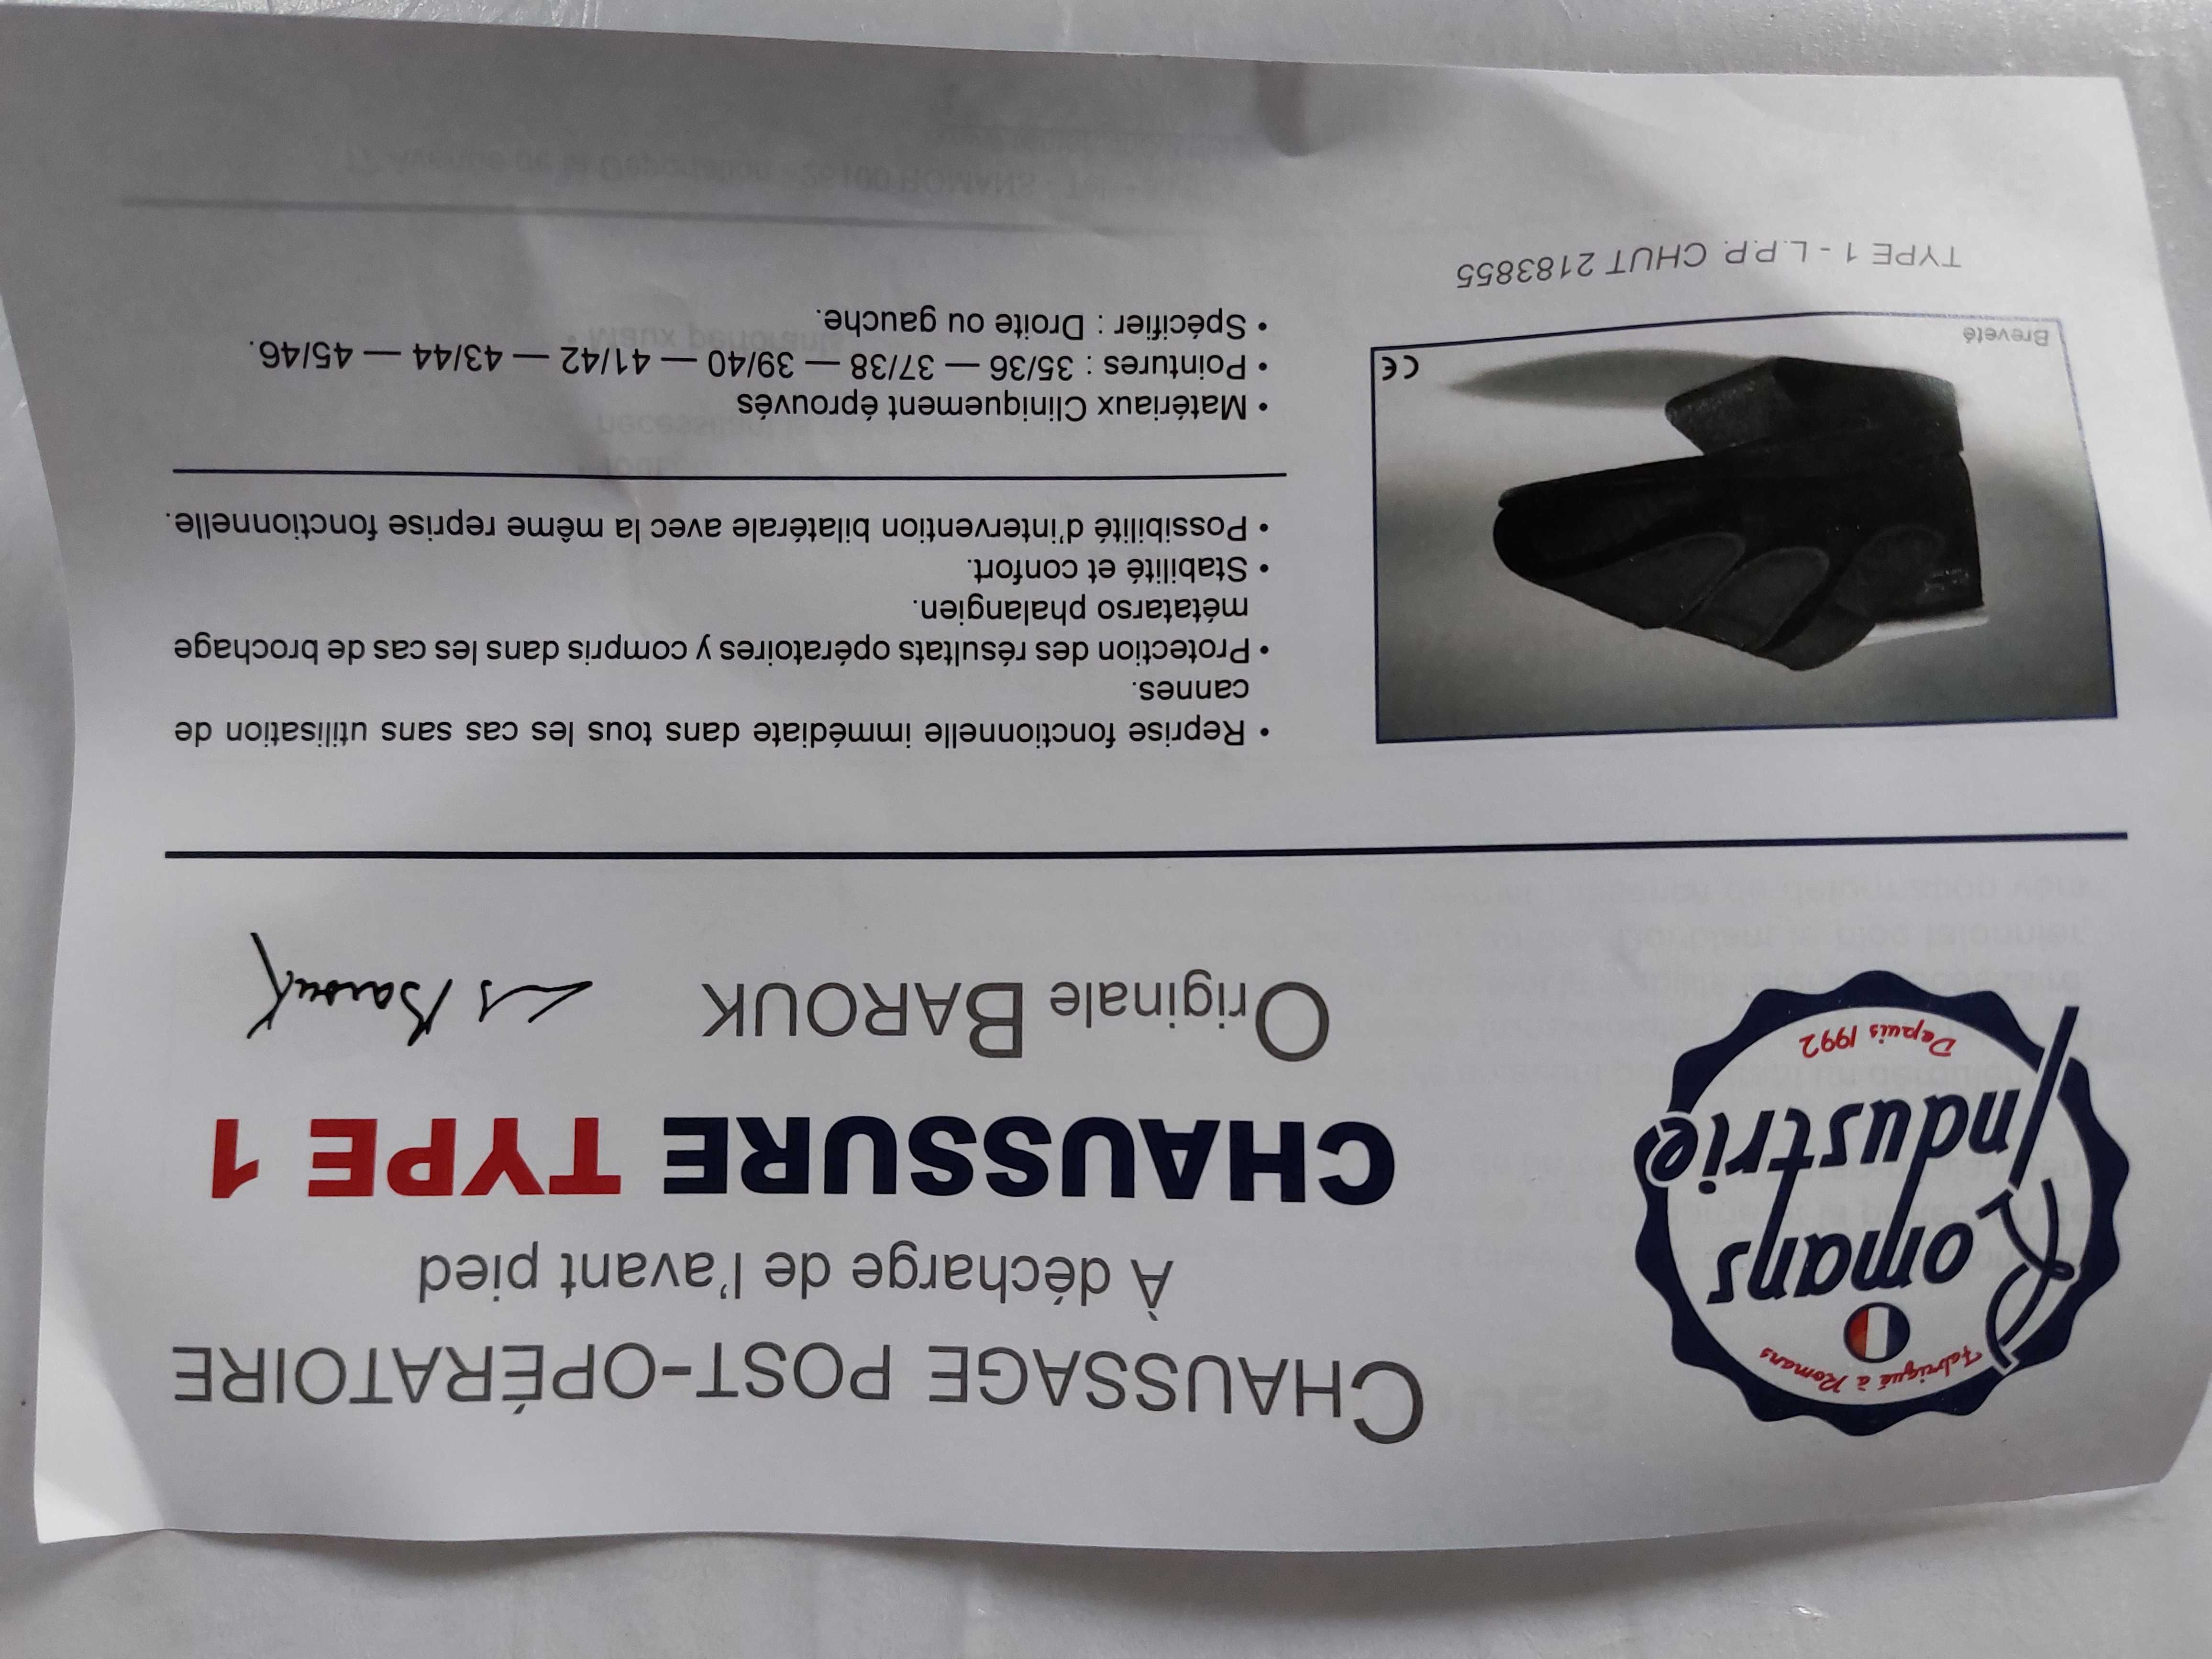 Fabriqué à Romans
Romans
Industrie
Depuis 1992
CHAUSSAGE POST-OPÉRATOIRE
À décharge de l'avant pied
CHAUSSURE TYPE 1
Originale BAROUK
LS Barouk
• Reprise fonctionnelle immédiate dans tous les cas sans utilisation de
cannes.
• Protection des résultats opératoires y compris dans les cas de brochage
métatarso phalangien.
• Stabilité et confort.
• Possibilité d'intervention bilatérale avec la même reprise fonctionnelle.
• Matériaux Cliniquement éprouvés
• Pointures : 35/36 — 37/38 — 39/40 — 41/42 — 43/44 — 45/46.
• Spécifier : Droite ou gauche.
Breveté
CE
TYPE 1 - L.P.P. CHUT 2183855